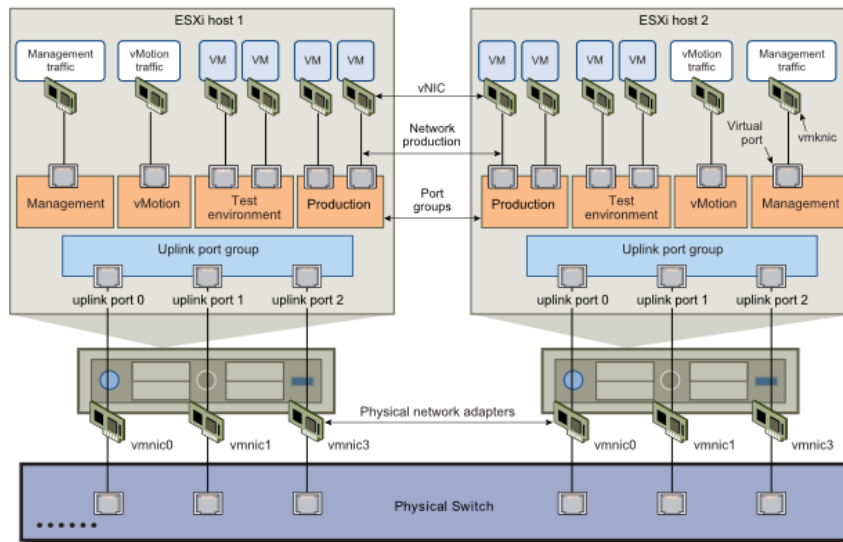 ESXi host 1
ESXi host 2
Management
traffic
vMotion
traffic
VM
VM
VM
VM
VM
VM
VM
VM
vMotion
traffic
Management
traffic
vNIC
Network
production
Virtual
port
vmknic
Management
vMotion
Test
environment
Production
Port
groups
Production
Test
environment
vMotion
Management
Uplink port group
Uplink port group
uplink port 0
uplink port 1
uplink port 2
uplink port 0
uplink port 1
uplink port 2
Physical network adapters
vmnic0
vmnic1
vmnic3
vmnic0
vmnic1
vmnic3
Physical Switch